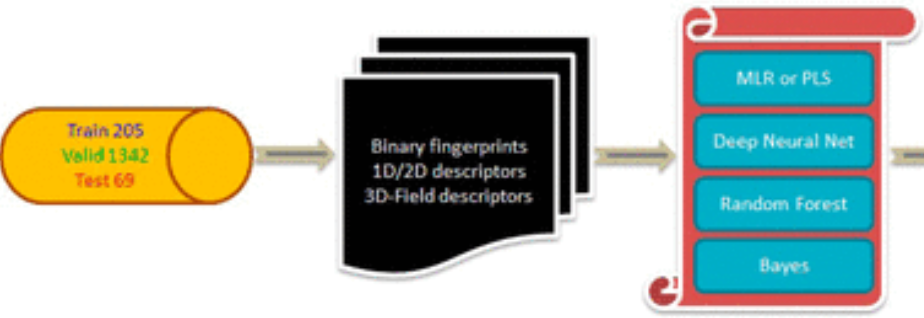 Train 205
Valid 1342
Test 69
Binary fingerprints
1D/2D descriptors
3D-Field descriptors
MLR or PLS
Deep Neural Net
Random Forest
Bayes